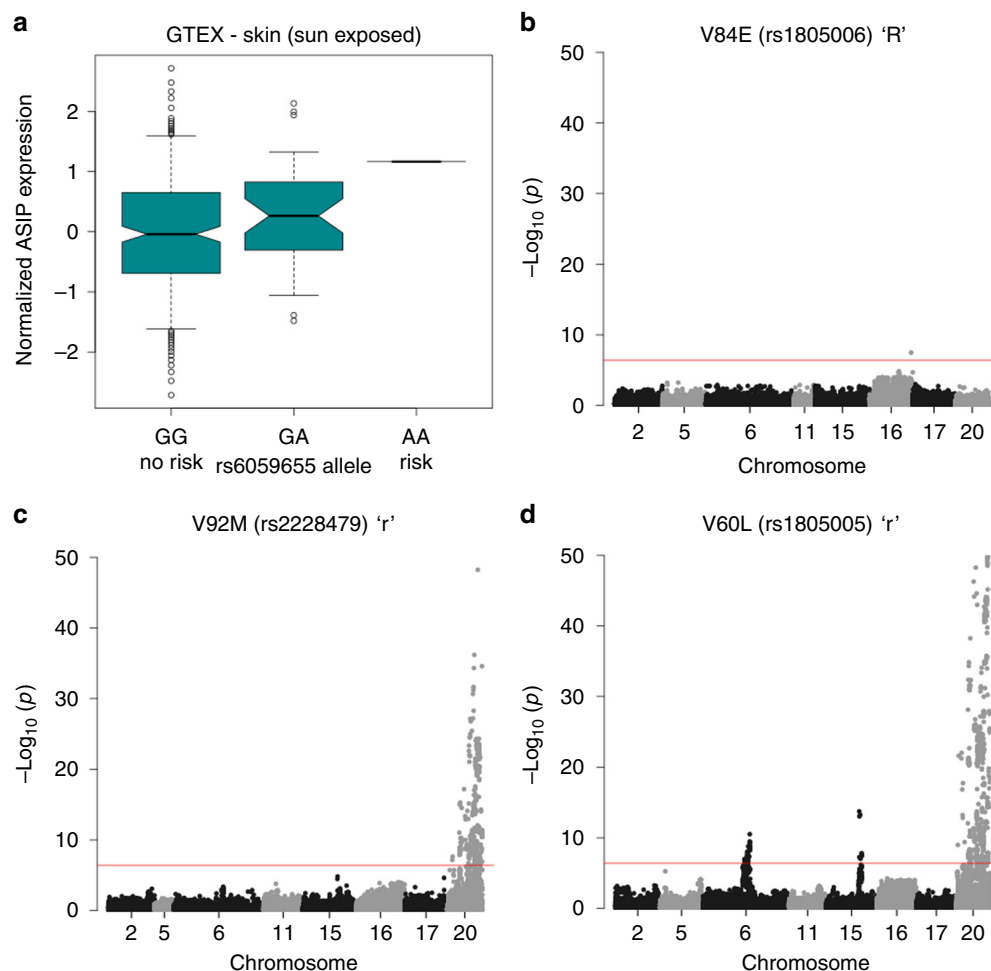 a
GTEX - skin (sun exposed)
Normalized ASIP expression
2
1
0
–1
–2
GG
GA
AA
no risk
rs6059655 allele
risk
b
V84E (rs1805006) ‘R’
–Log10 (p)
50
40
30
20
10
0
2 5 6 11 15 16 17 20
Chromosome
c
V92M (rs2228479) ‘r’
–Log10 (p)
50
40
30
20
10
0
2 5 6 11 15 16 17 20
Chromosome
d
V60L (rs1805005) ‘r’
–Log10 (p)
50
40
30
20
10
0
2 5 6 11 15 16 17 20
Chromosome